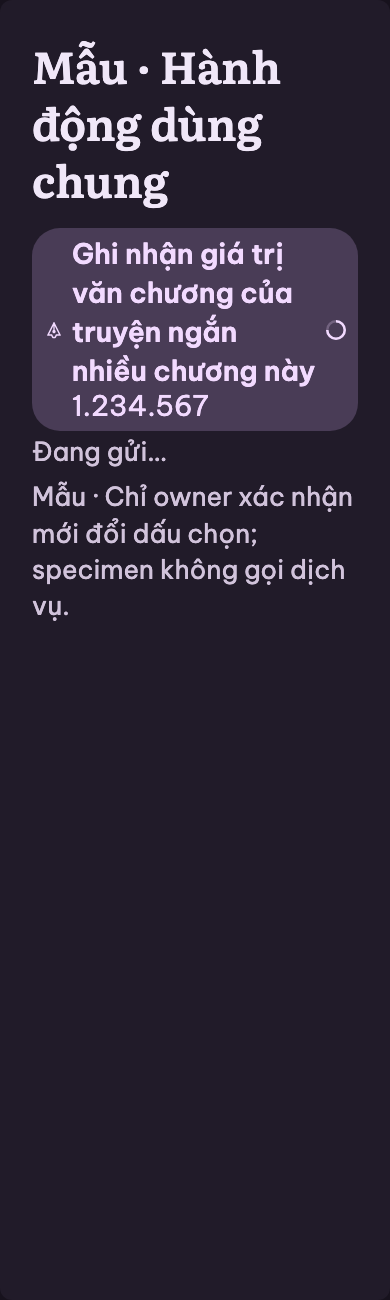 Mẫu · Hành
động dùng
chung
Ghi nhận giá trị
văn chương của
truyện ngắn
nhiều chương này
1.234.567
Đang gửi...
Mẫu · Chỉ owner xác nhận
mới đổi dấu chọn;
specimen không gọi dịch
vụ.